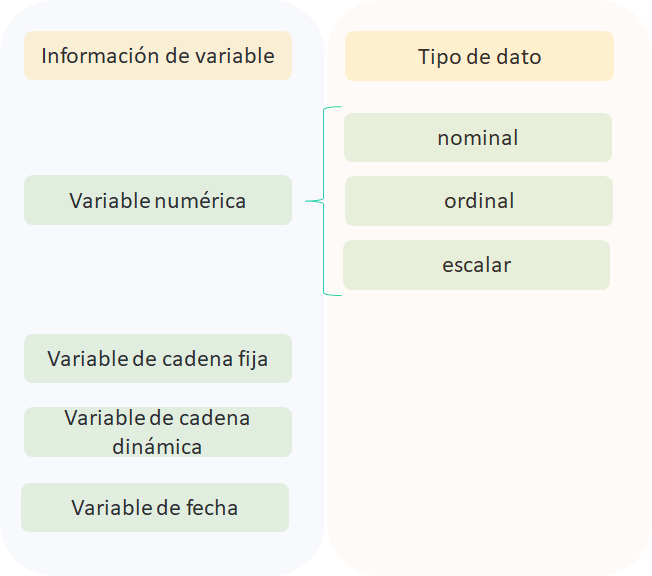 Información de variable
Tipo de dato
nominal
Variable numérica
ordinal
escalar
Variable de cadena fija
Variable de cadena
dinámica
Variable de fecha